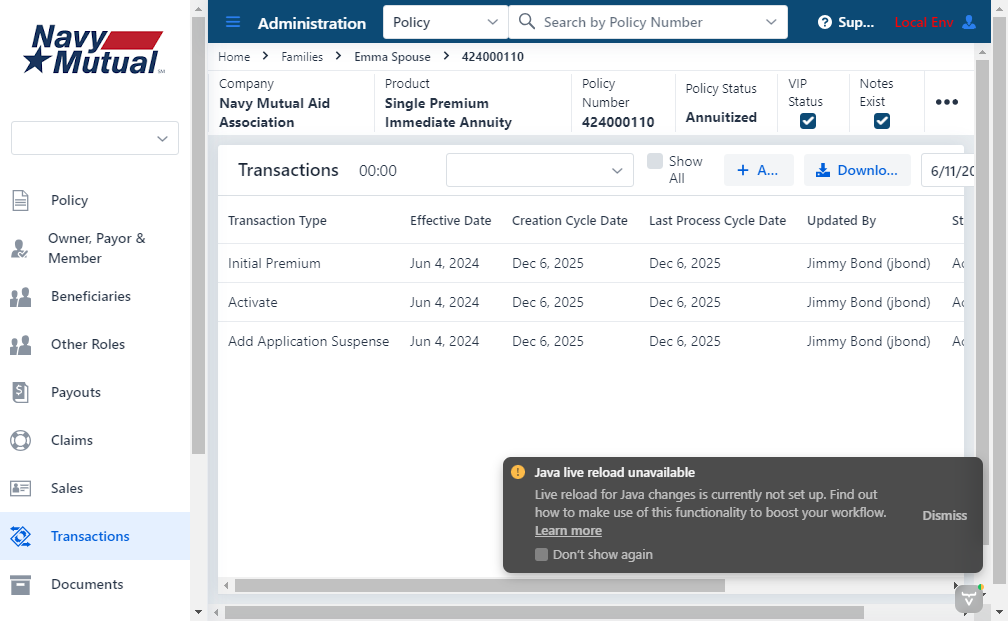 Navy
Mutual
Administration
Policy
Search by Policy Number
Sup...
Local Env
Home
Families
Emma Spouse
424000110
Company
Navy Mutual Aid
Association
Product
Single Premium
Immediate Annuity
Policy
Number
424000110
Policy Status
Annuitized
VIP
Status
Notes
Exist
Policy
Owner, Payor &
Member
Beneficiaries
Other Roles
Payouts
Claims
Sales
Transactions
Documents
Transactions
00:00
Show
All
A...
Downlo...
6/11/20
Transaction Type Effective Date Creation Cycle Date Last Process Cycle Date Updated By St
Initial Premium Jun 4, 2024 Dec 6, 2025 Dec 6, 2025 Jimmy Bond (jbond) Ac
Activate Jun 4, 2024 Dec 6, 2025 Dec 6, 2025 Jimmy Bond (jbond) Ac
Add Application Suspense Jun 4, 2024 Dec 6, 2025 Dec 6, 2025 Jimmy Bond (jbond) Ac
Java live reload unavailable
Live reload for Java changes is currently not set up. Find out
how to make use of this functionality to boost your workflow.
Learn more
Don't show again
Dismiss